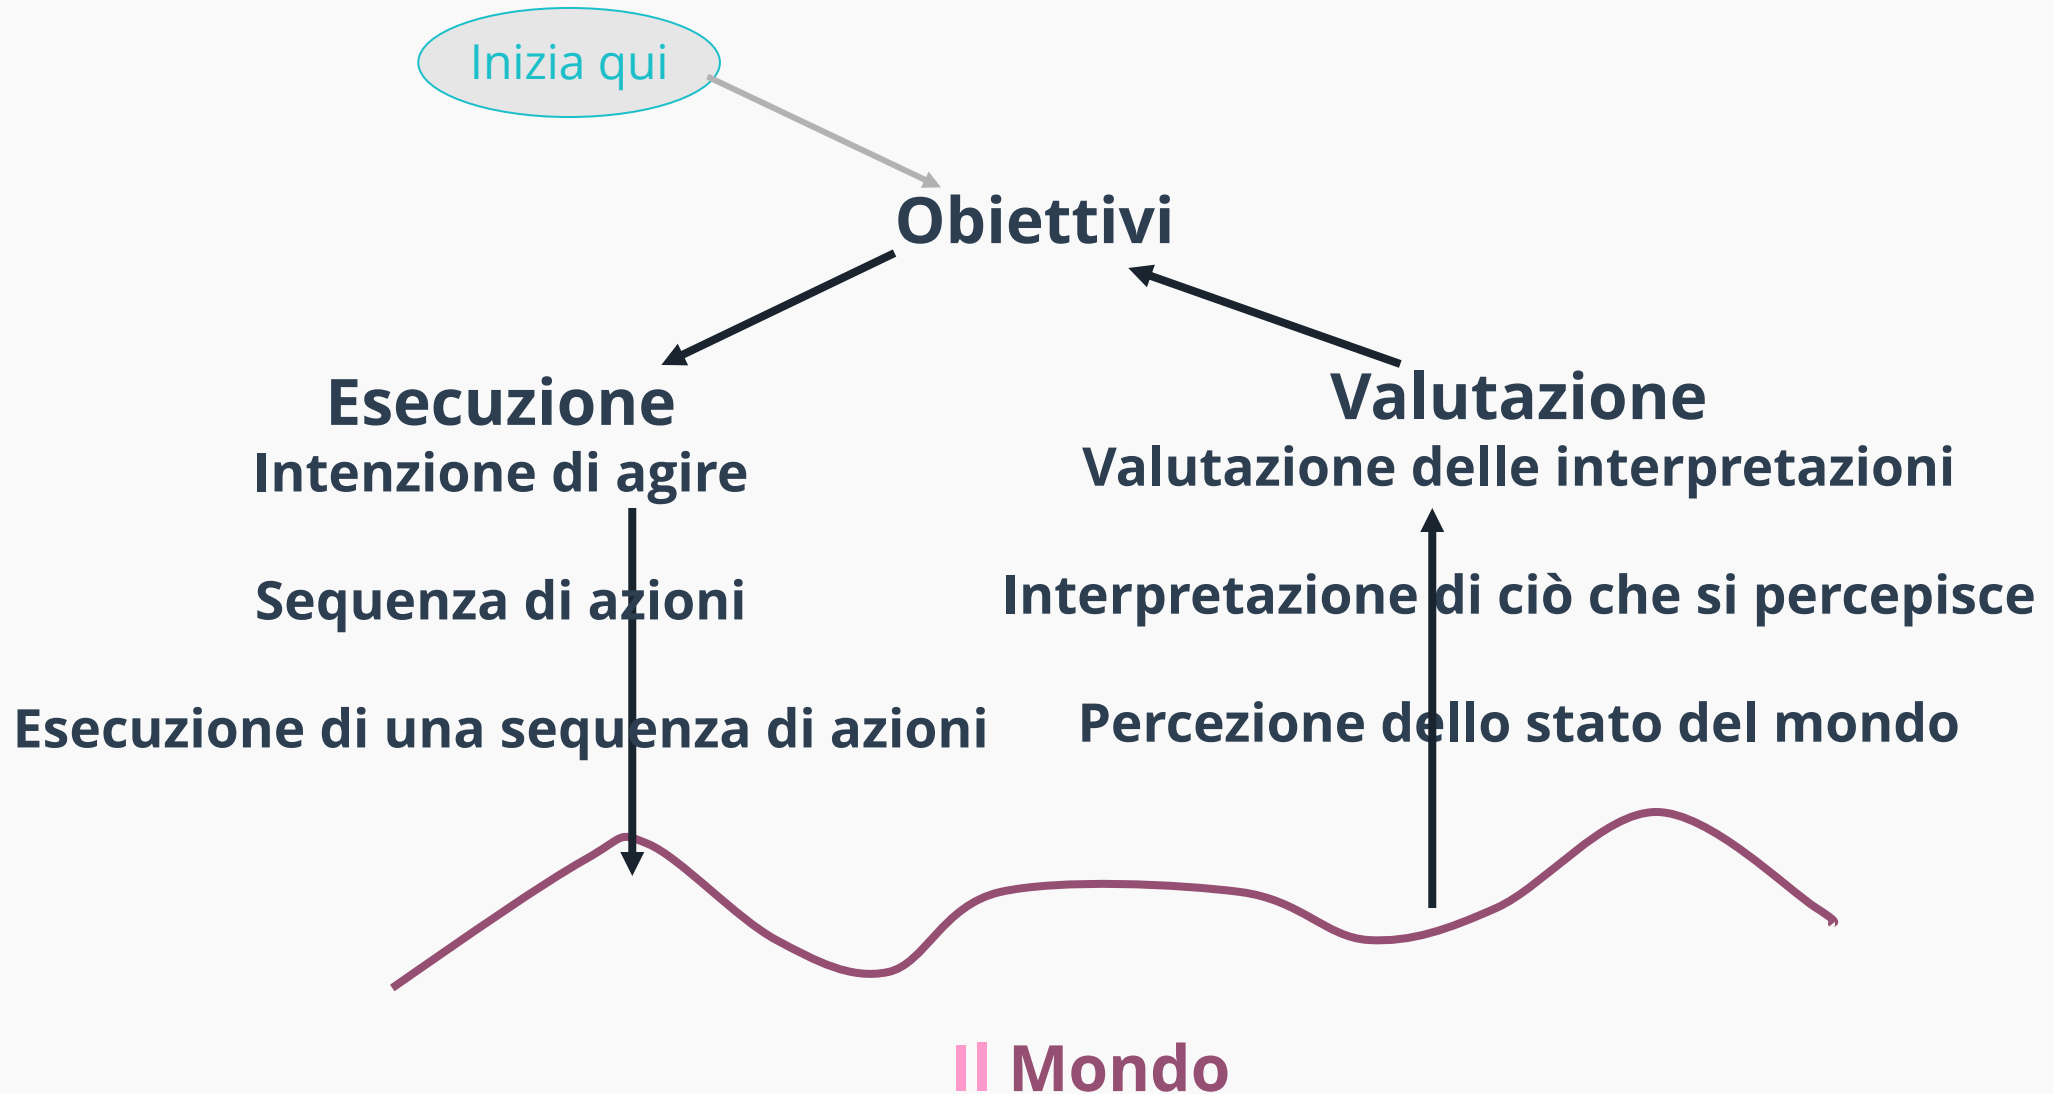 Inizia qui
Obiettivi
Esecuzione
Intenzione di agire
Sequenza di azioni
Esecuzione di una sequenza di azioni
Valutazione
Valutazione delle interpretazioni
Interpretazione di ciò che si percepisce
Percezione dello stato del mondo
Il Mondo